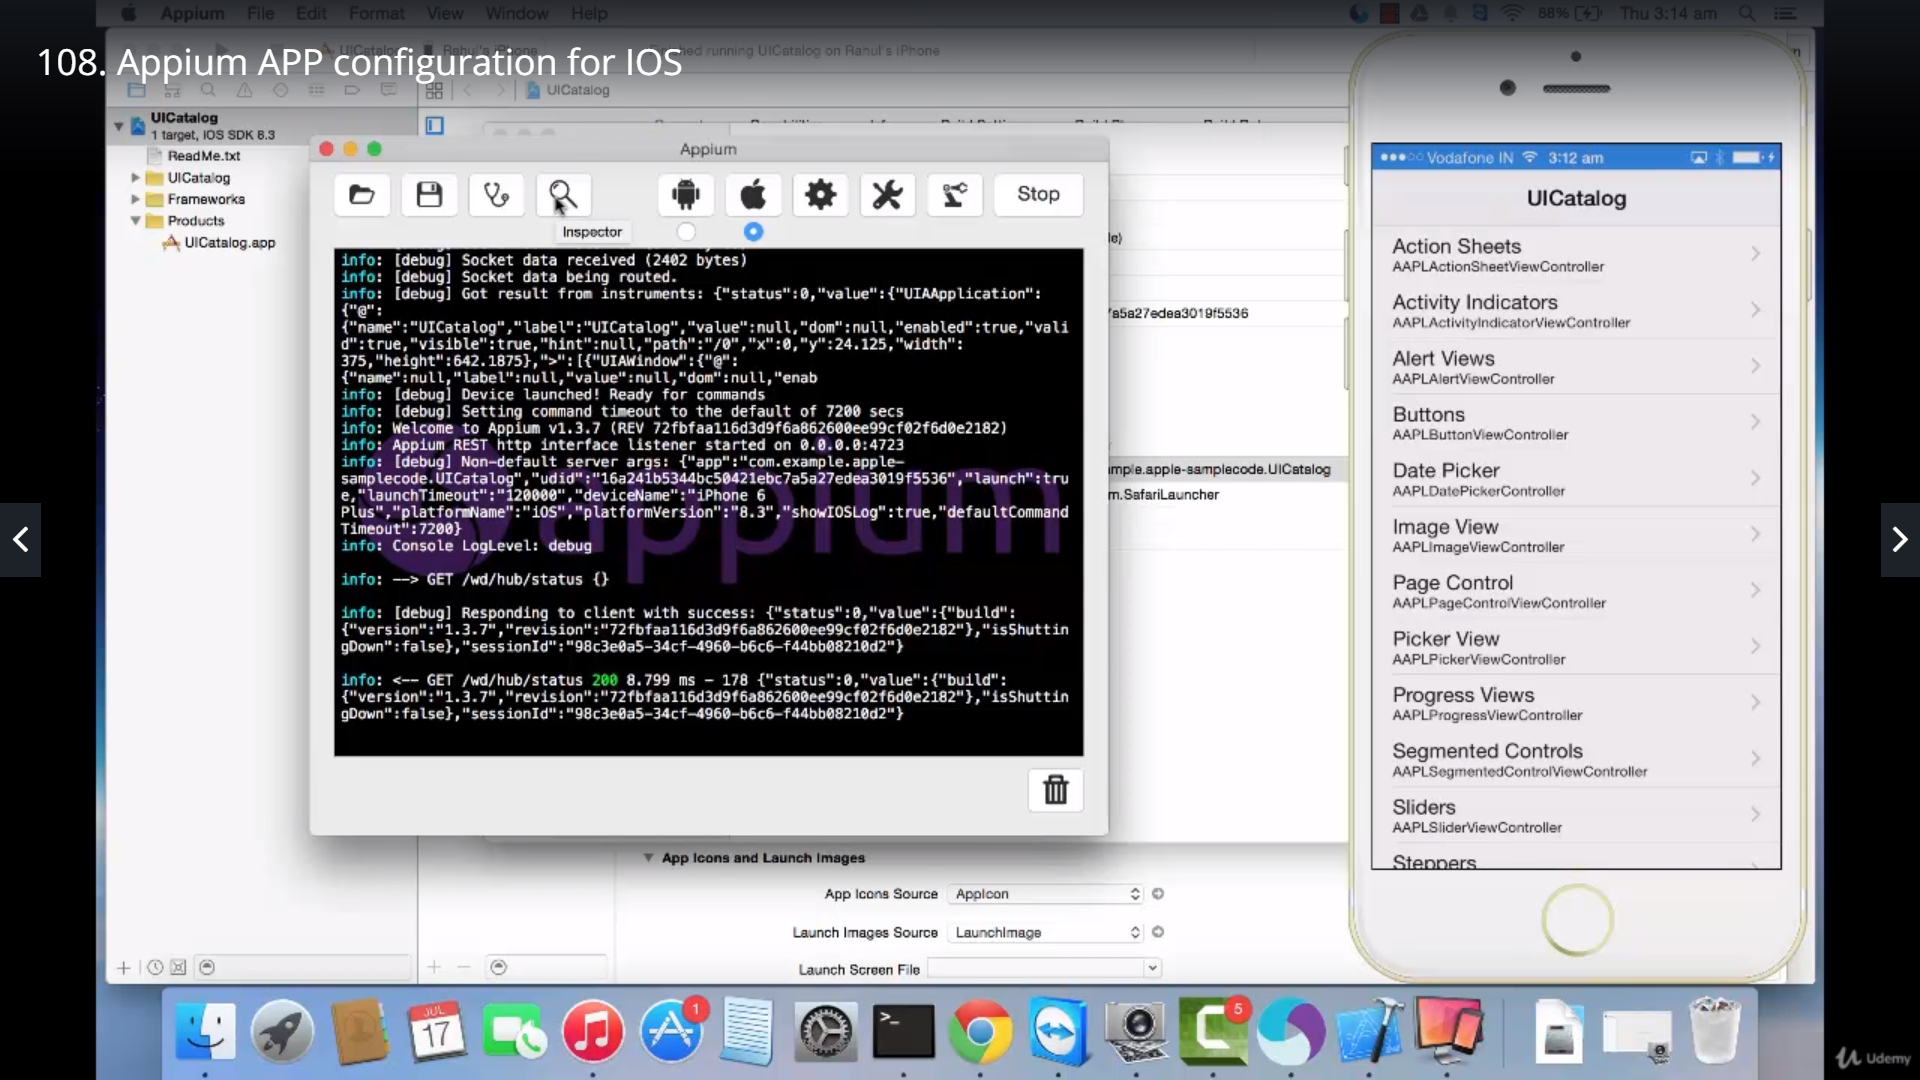 Appium File Edit Format View Window Help
88% Thu 3:14 am
108. Appium APP configuration for IOS
running UICatalog on Rahul's iPhone
UICatalog
UICatalog
1 target, iOS SDK 8.3
ReadMe.txt
UICatalog
Frameworks
Products
UICatalog.app
Appium
Stop
Inspector
info: [debug] Socket data received (2402 bytes)
info: [debug] Socket data being routed.
info: [debug] Got result from instruments: {"status":0,"value":{"UIAApplication":
{"@":
{"name":"UICatalog","label":"UICatalog","value":null,"dom":null,"enabled":true,"vali
d":true,"visible":true,"hint":null,"path":"/0","x":0,"y":24.125,"width":
375,"height":642.1875},">":[{"UIAWindow":{"@":
{"name":null,"label":null,"value":null,"dom":null,"enab
info: [debug] Device launched! Ready for commands
info: [debug] Setting command timeout to the default of 7200 secs
info: Welcome to Appium v1.3.7 (REV 72fbfaa116d3d9f6a862600ee99cf02f6d0e2182)
info: Appium REST http interface listener started on 0.0.0.0:4723
info: [debug] Non-default server args: {"app":"com.example.apple-
samplecode.UICatalog","udid":"16a241b5344bc50421ebc7a5a27edea3019f5536","launch":tru
e,"launchTimeout":"120000","deviceName":"iPhone 6
Plus","platformName":"iOS","platformVersion":"8.3","showIOSLog":true,"defaultCommand
Timeout":7200}
info: Console LogLevel: debug
info: --> GET /wd/hub/status {}
info: [debug] Responding to client with success: {"status":0,"value":{"build":
{"version":"1.3.7","revision":"72fbfaa116d3d9f6a862600ee99cf02f6d0e2182"},"isShuttin
gDown":false},"sessionId":"98c3e0a5-34cf-4960-b6c6-f44bb08210d2"}
info: <-- GET /wd/hub/status 200 8.799 ms - 178 {"status":0,"value":{"build":
{"version":"1.3.7","revision":"72fbfaa116d3d9f6a862600ee99cf02f6d0e2182"},"isShuttin
gDown":false},"sessionId":"98c3e0a5-34cf-4960-b6c6-f44bb08210d2"}
appium
le)
7a5a27edea3019f5536
mple.apple-samplecode.UICatalog
m.SafariLauncher
App Icons and Launch Images
App Icons Source AppIcon
Launch Images Source LaunchImage
Launch Screen File
Vodafone IN 3:12 am
UICatalog
Action Sheets
AAPLActionSheetViewController
Activity Indicators
AAPLActivityIndicatorViewController
Alert Views
AAPLAlertViewController
Buttons
AAPLButtonViewController
Date Picker
AAPLDatePickerController
Image View
AAPLImageViewController
Page Control
AAPLPageControlViewController
Picker View
AAPLPickerViewController
Progress Views
AAPLProgressViewController
Segmented Controls
AAPLSegmentedControlViewController
Sliders
AAPLSliderViewController
Steppers
JUL
17
1
5
Udemy